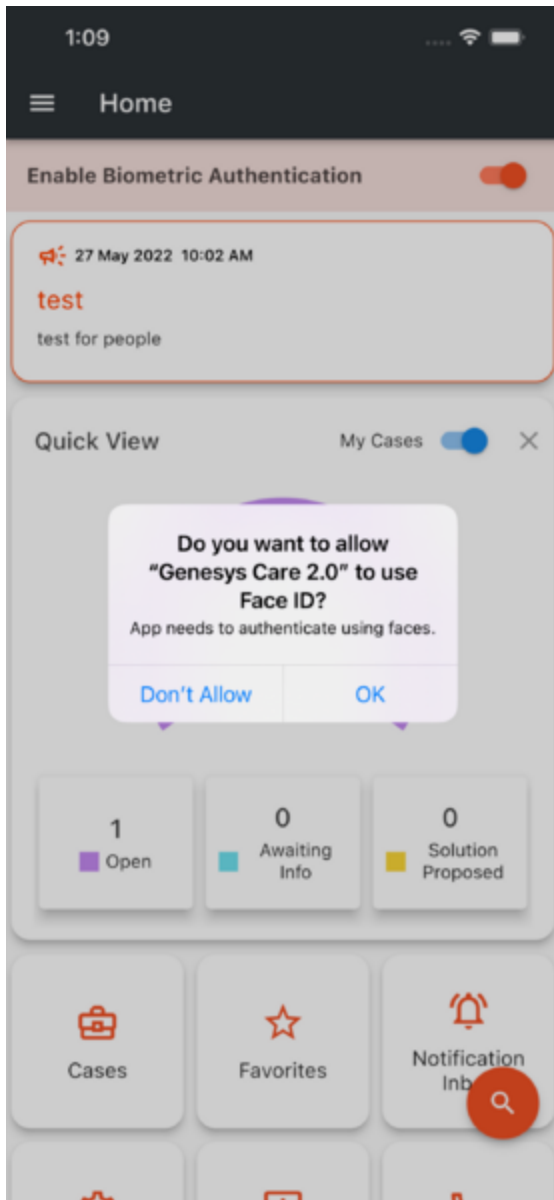 1:09
Home
Enable Biometric Authentication
27 May 2022 10:02 AM
test
test for people
Quick View My Cases
Do you want to allow
“Genesys Care 2.0” to use
Face ID?
App needs to authenticate using faces.
Don't Allow OK
1
Open
0
Awaiting
Info
0
Solution
Proposed
Cases
Favorites
Notification
Inb